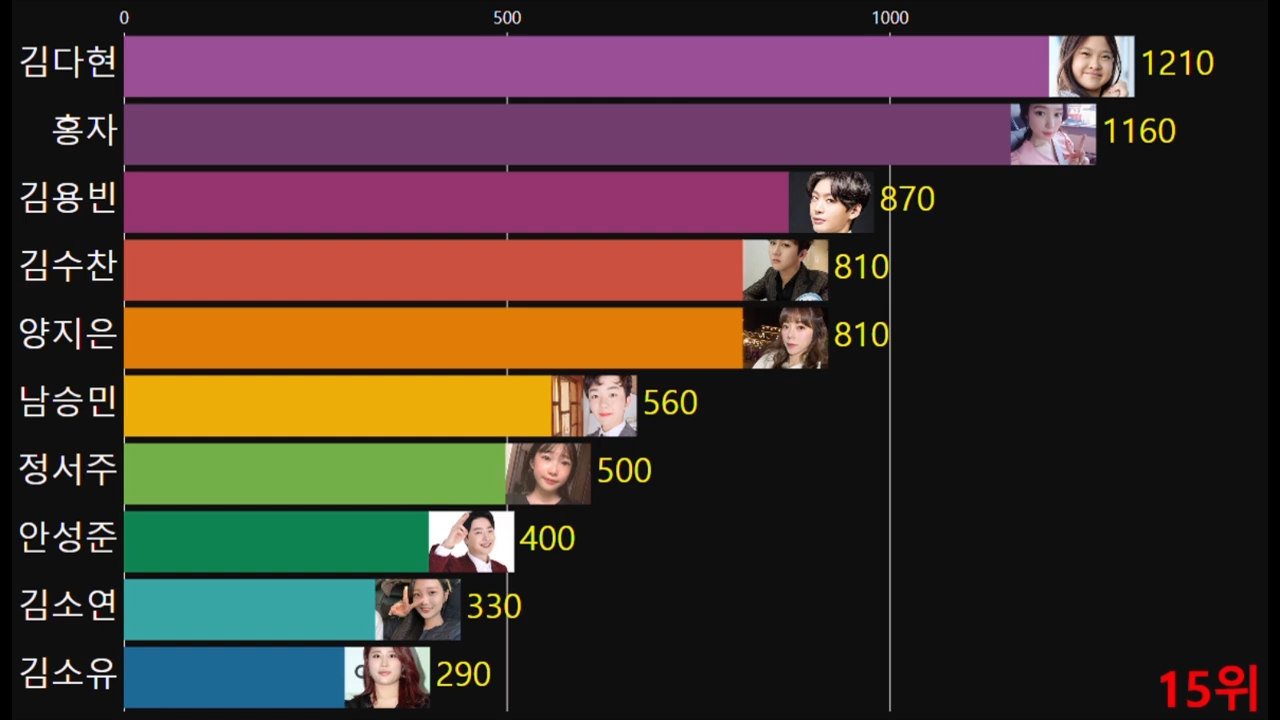 0 500 1000
김다현 1210
홍자 1160
김용빈 870
김수찬 810
양지은 810
남승민 560
정서주 500
안성준 400
김소연 330
김소유 290
15위